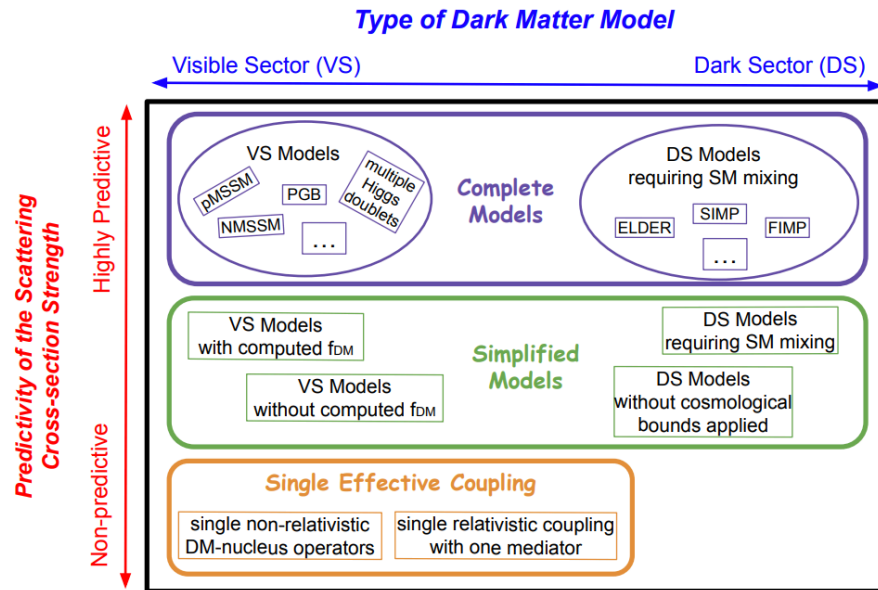 Type of Dark Matter Model
Visible Sector (VS)
Dark Sector (DS)
Predictivity of the Scattering
Cross-section Strength
Highly Predictive
Non-predictive
VS Models
pMSSM
PGB
multiple
Higgs
doublets
NMSSM
...
Complete
Models
DS Models
requiring SM mixing
ELDER
SIMP
FIMP
...
VS Models
with computed fDM
VS Models
without computed fDM
Simplified
Models
DS Models
requiring SM mixing
DS Models
without cosmological
bounds applied
Single Effective Coupling
single non-relativistic
DM-nucleus operators
single relativistic coupling
with one mediator